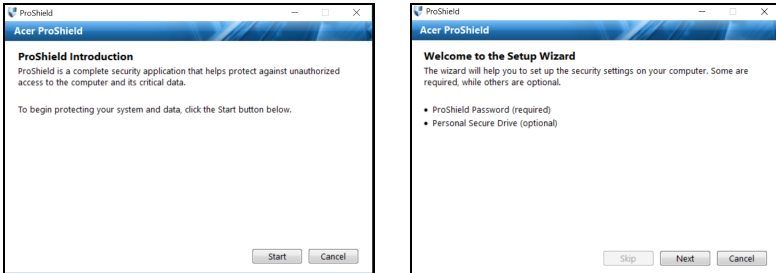 ProShield
Acer ProShield
ProShield Introduction
ProShield is a complete security application that helps protect against unauthorized
access to the computer and its critical data.
To begin protecting your system and data, click the Start button below.
Start Cancel
ProShield
Acer ProShield
Welcome to the Setup Wizard
The wizard will help you to set up the security settings on your computer. Some are
required, while others are optional.
• ProShield Password (required)
• Personal Secure Drive (optional)
Skip Next Cancel